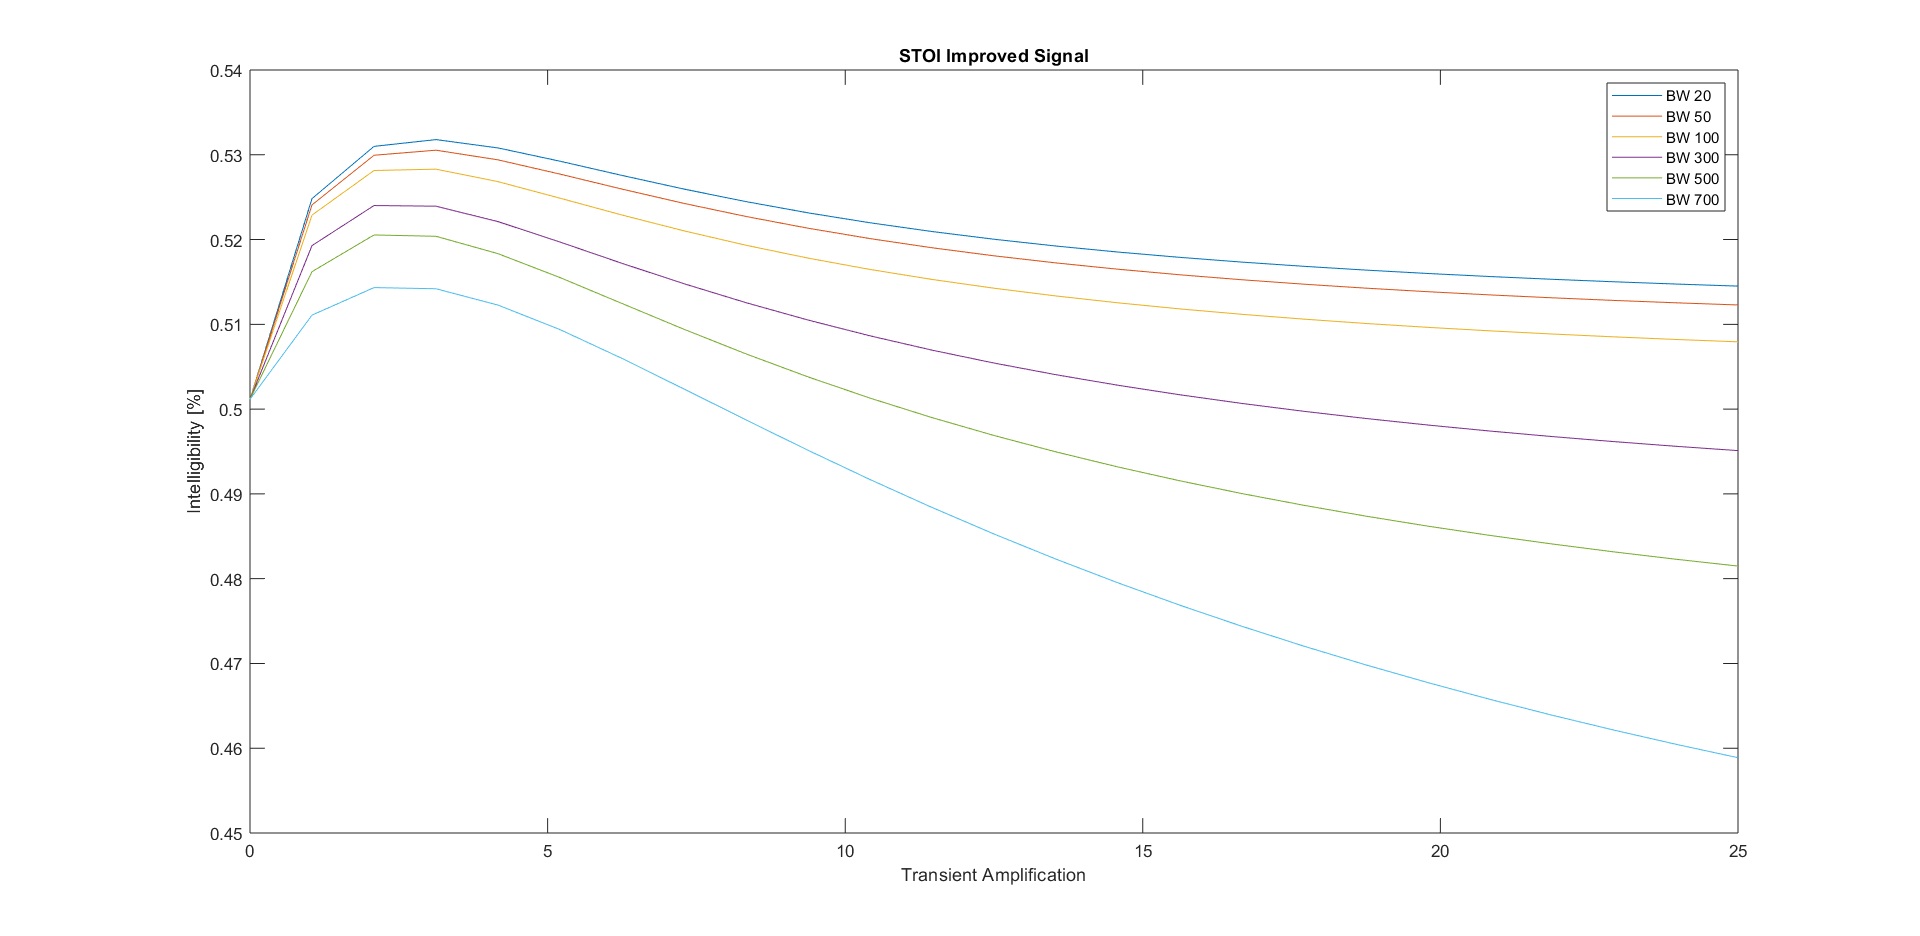 STOI Improved Signal
0.54
0.53
0.52
0.51
0.5
0.49
0.48
0.47
0.46
0.45
Intelligibility [%]
0
5
10
15
20
25
Transient Amplification
BW 20
BW 50
BW 100
BW 300
BW 500
BW 700